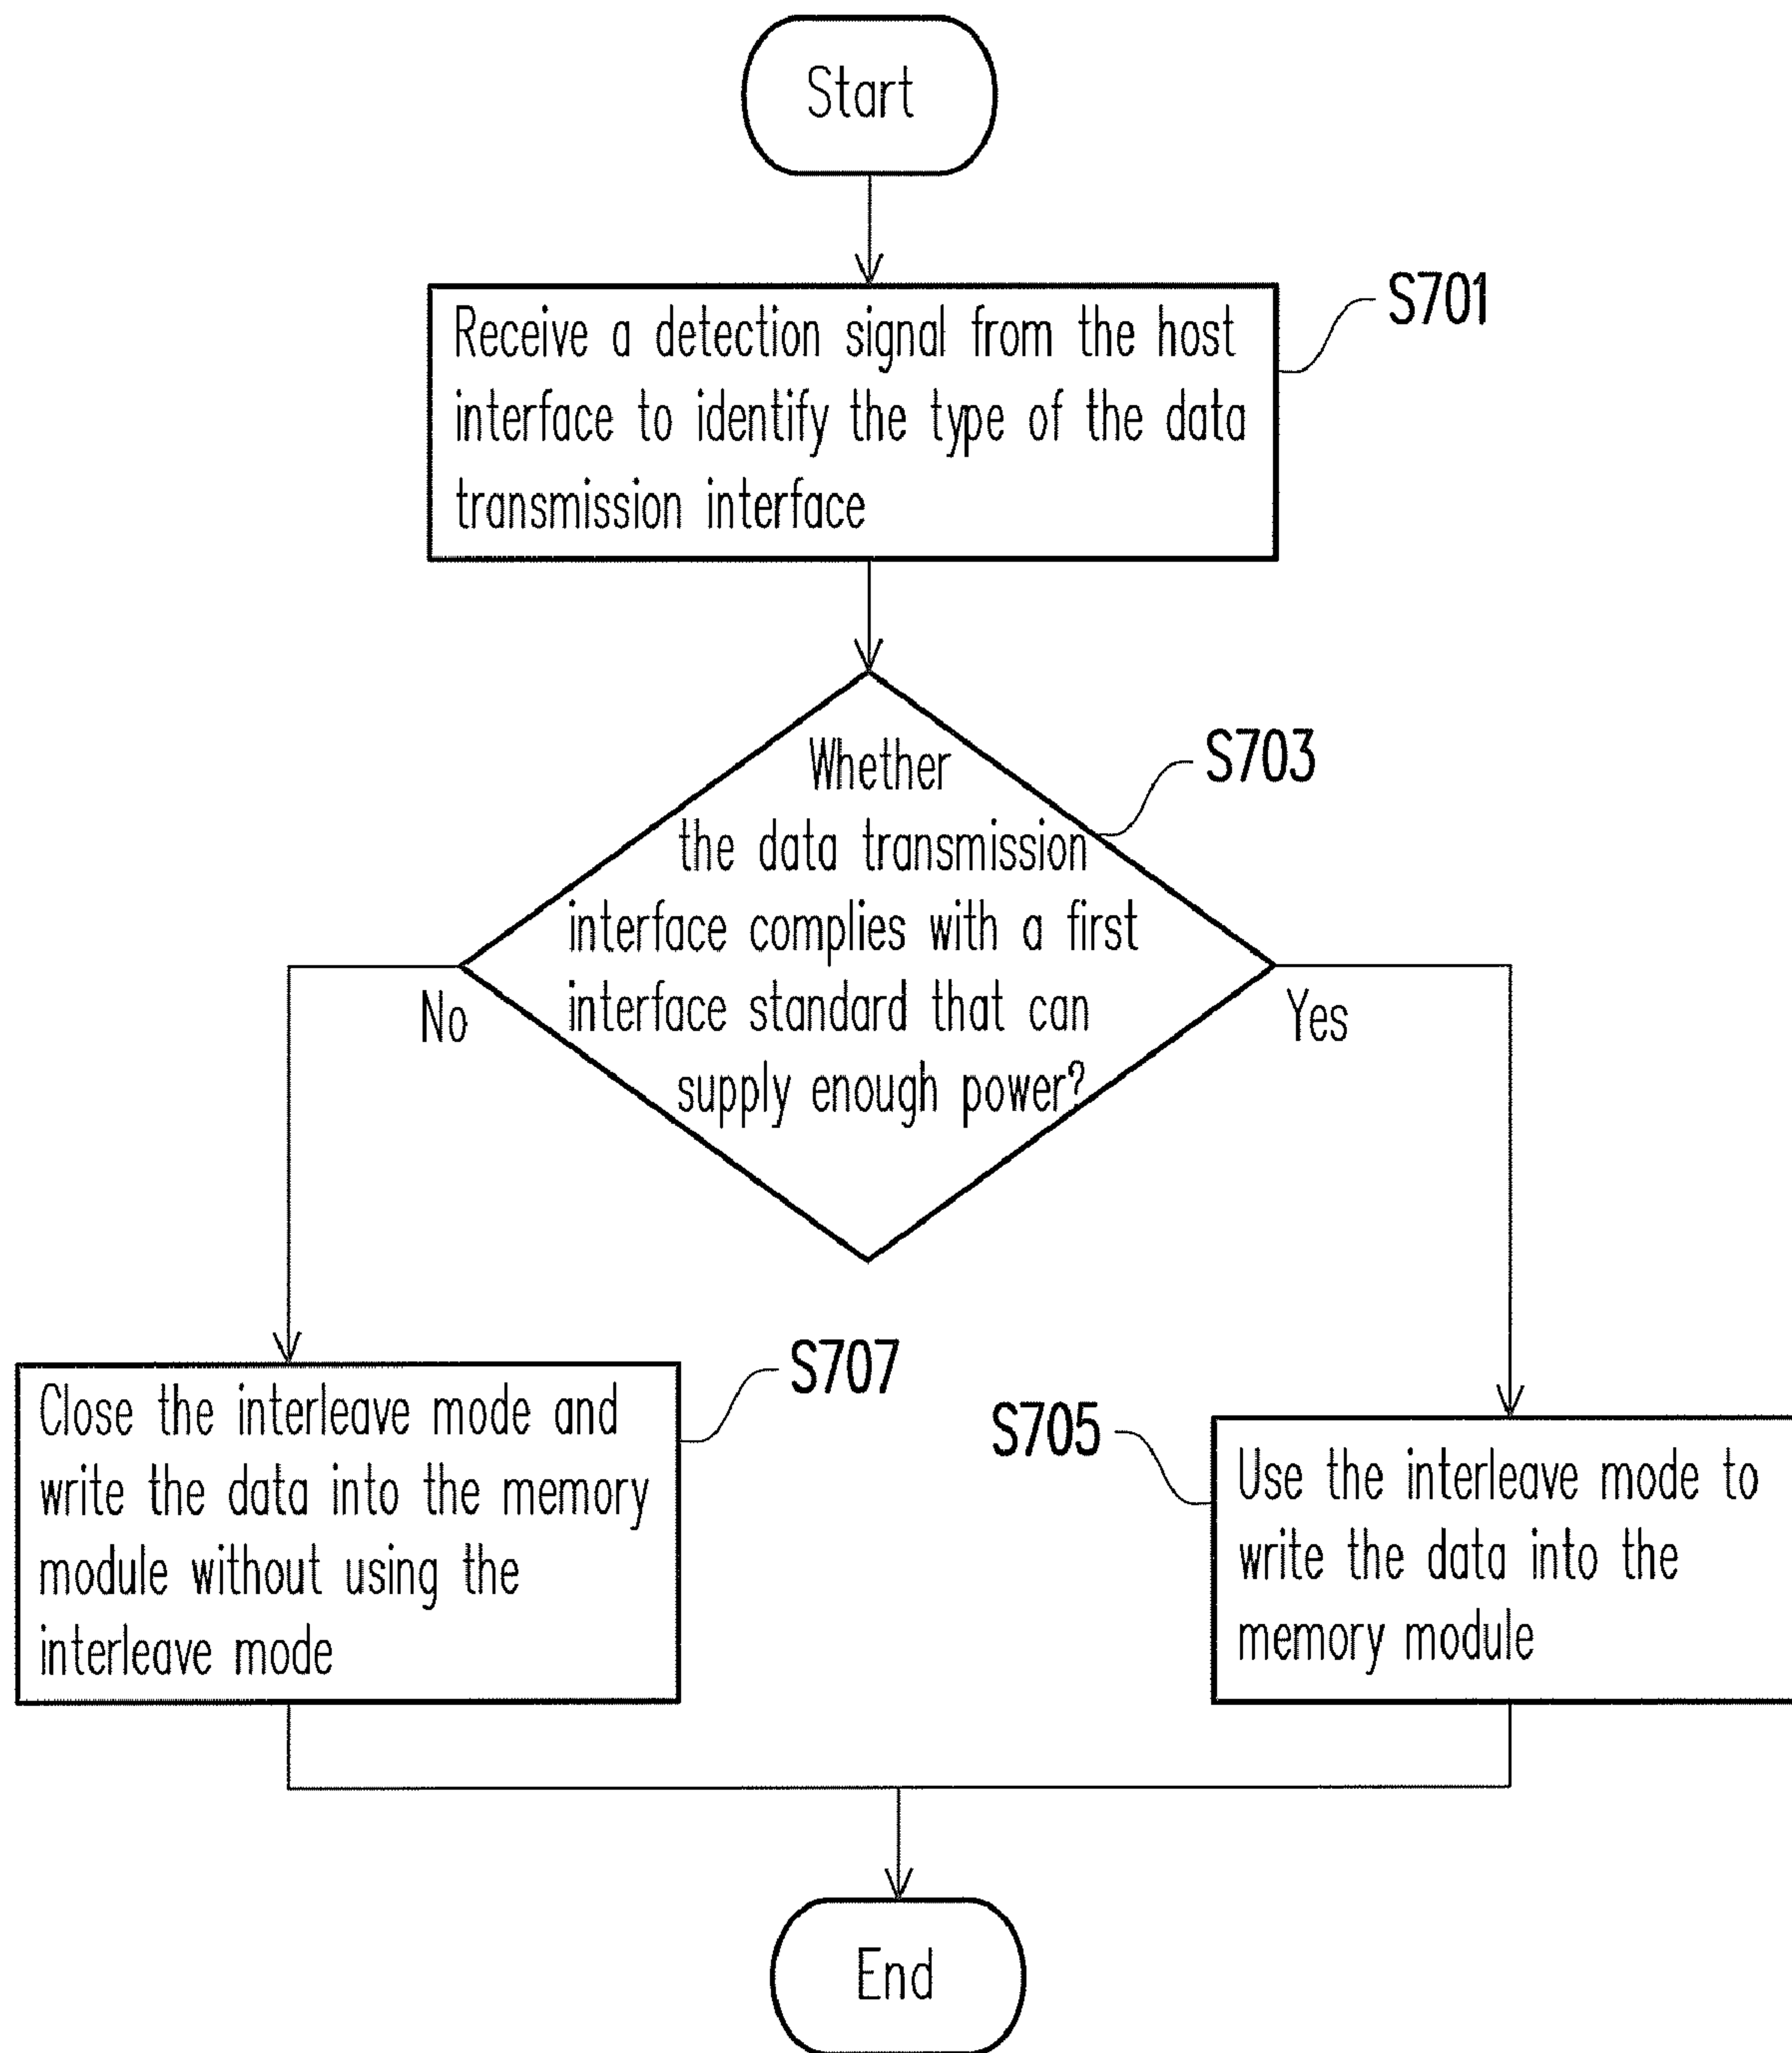 Start
Receive a detection signal from the host
interface to identify the type of the data
transmission interface
S701
Whether
the data transmission
interface complies with a first
interface standard that can
supply enough power?
S703
No
Yes
Close the interleave mode and
write the data into the memory
module without using the
interleave mode
S707
S705
Use the interleave mode to
write the data into the
memory module
End